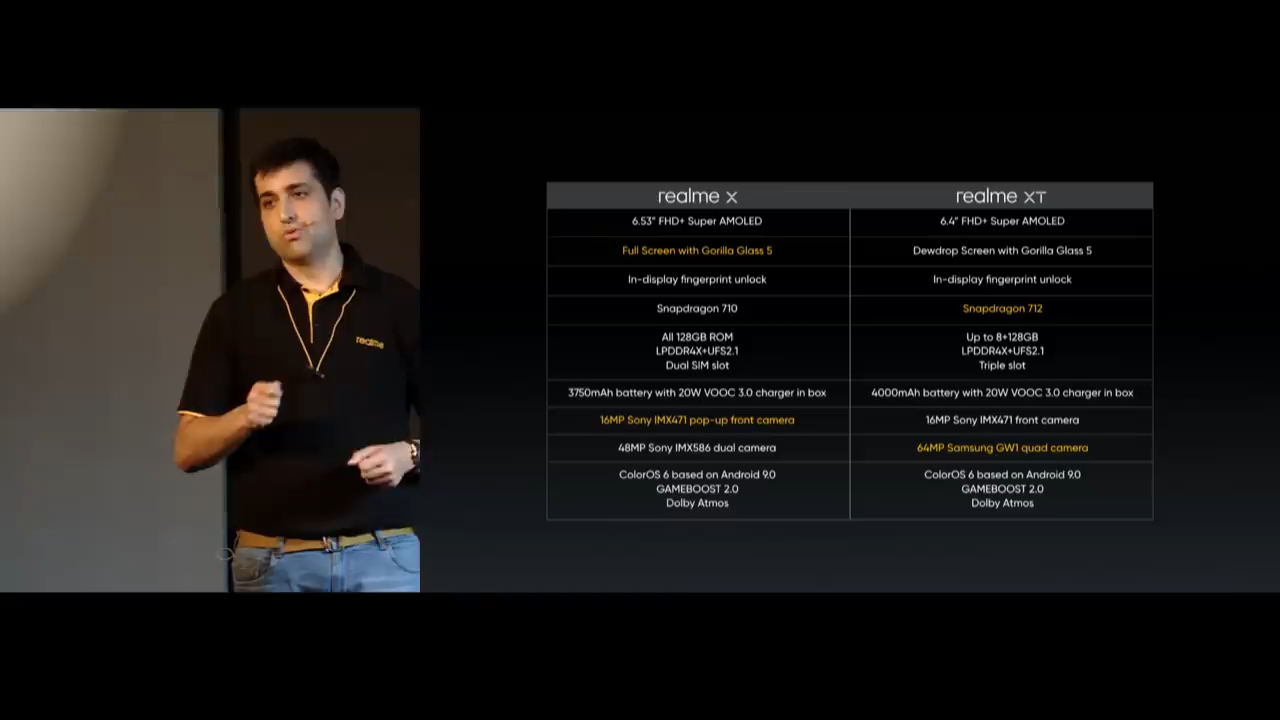 realme
realme X
realme XT
6.53" FHD+ Super AMOLED
6.4" FHD+ Super AMOLED
Full Screen with Gorilla Glass 5
Dewdrop Screen with Gorilla Glass 5
In-display fingerprint unlock
In-display fingerprint unlock
Snapdragon 710
Snapdragon 712
All 128GB ROM
LPDDR4X+UFS2.1
Dual SIM slot
Up to 8+128GB
LPDDR4X+UFS2.1
Triple slot
3750mAh battery with 20W VOOC 3.0 charger in box
4000mAh battery with 20W VOOC 3.0 charger in box
16MP Sony IMX471 pop-up front camera
16MP Sony IMX471 front camera
48MP Sony IMX586 dual camera
64MP Samsung GW1 quad camera
ColorOS 6 based on Android 9.0
GAMEBOOST 2.0
Dolby Atmos
ColorOS 6 based on Android 9.0
GAMEBOOST 2.0
Dolby Atmos